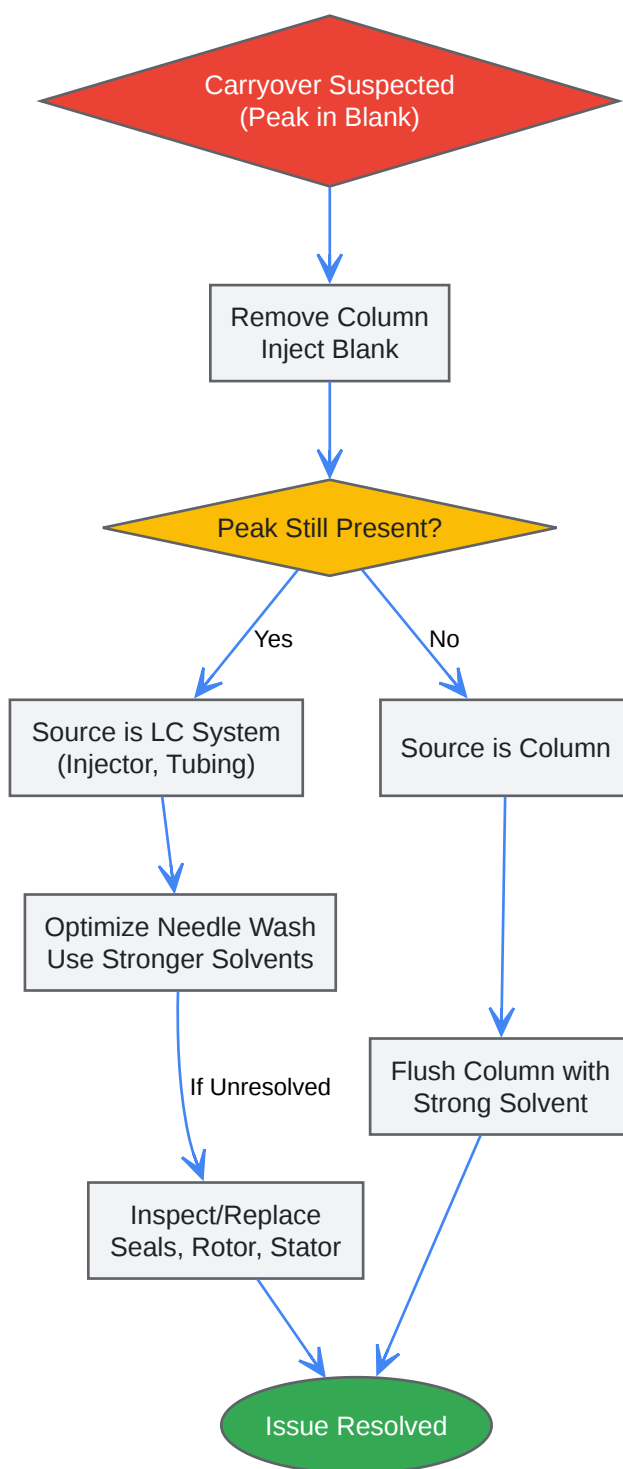 Carryover Suspected
(Peak in Blank)
Remove Column
Inject Blank
Peak Still Present?
Yes
No
Source is LC System
(Injector, Tubing)
Source is Column
Optimize Needle Wash
Use Stronger Solvents
If Unresolved
Flush Column with
Strong Solvent
Inspect/Replace
Seals, Rotor, Stator
Issue Resolved